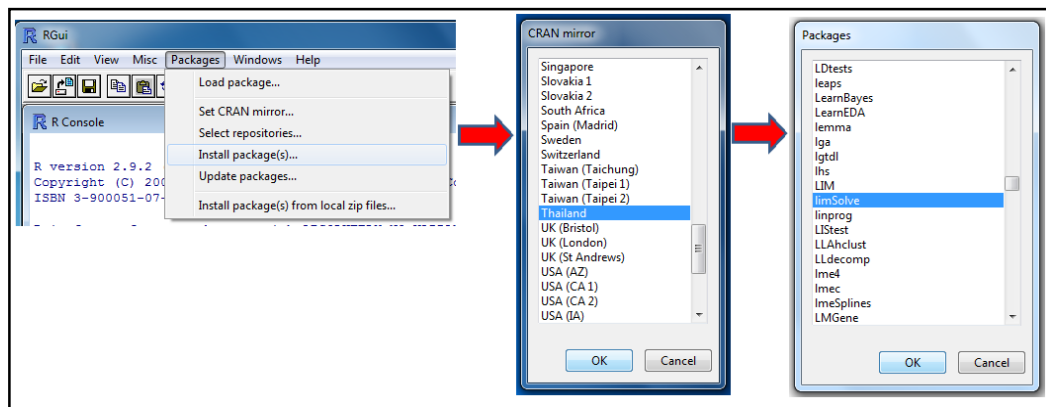 RGui
File Edit View Misc Packages Windows Help
Load package...
Set CRAN mirror...
Select repositories...
Install package(s)...
Update packages...
Install package(s) from local zip files...
R Console
R version 2.9.2
Copyright (C) 200
ISBN 3-900051-07-
CRAN mirror
Singapore
Slovakia 1
Slovakia 2
South Africa
Spain (Madrid)
Sweden
Switzerland
Taiwan (Taichung)
Taiwan (Taipei 1)
Taiwan (Taipei 2)
Thailand
UK (Bristol)
UK (London)
UK (St Andrews)
USA (AZ)
USA (CA 1)
USA (CA 2)
USA (IA)
OK Cancel
Packages
LDtests
leaps
LearnBayes
LearnEDA
lemma
lga
lgtdl
lhs
LIM
limSolve
linprog
LIStest
LLAhclust
LLdecomp
lme4
lmec
lmeSplines
LMGene
OK Cancel